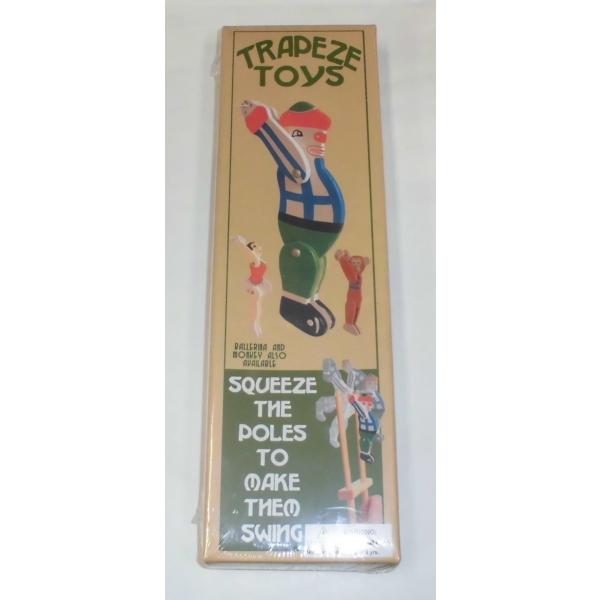 TRAPEZE
TOYS
BALLERINA AND
MONKEY ALSO
AVAILABLE
SQUEEZE
THE
POLES
TO
MAKE
THEM
SWING